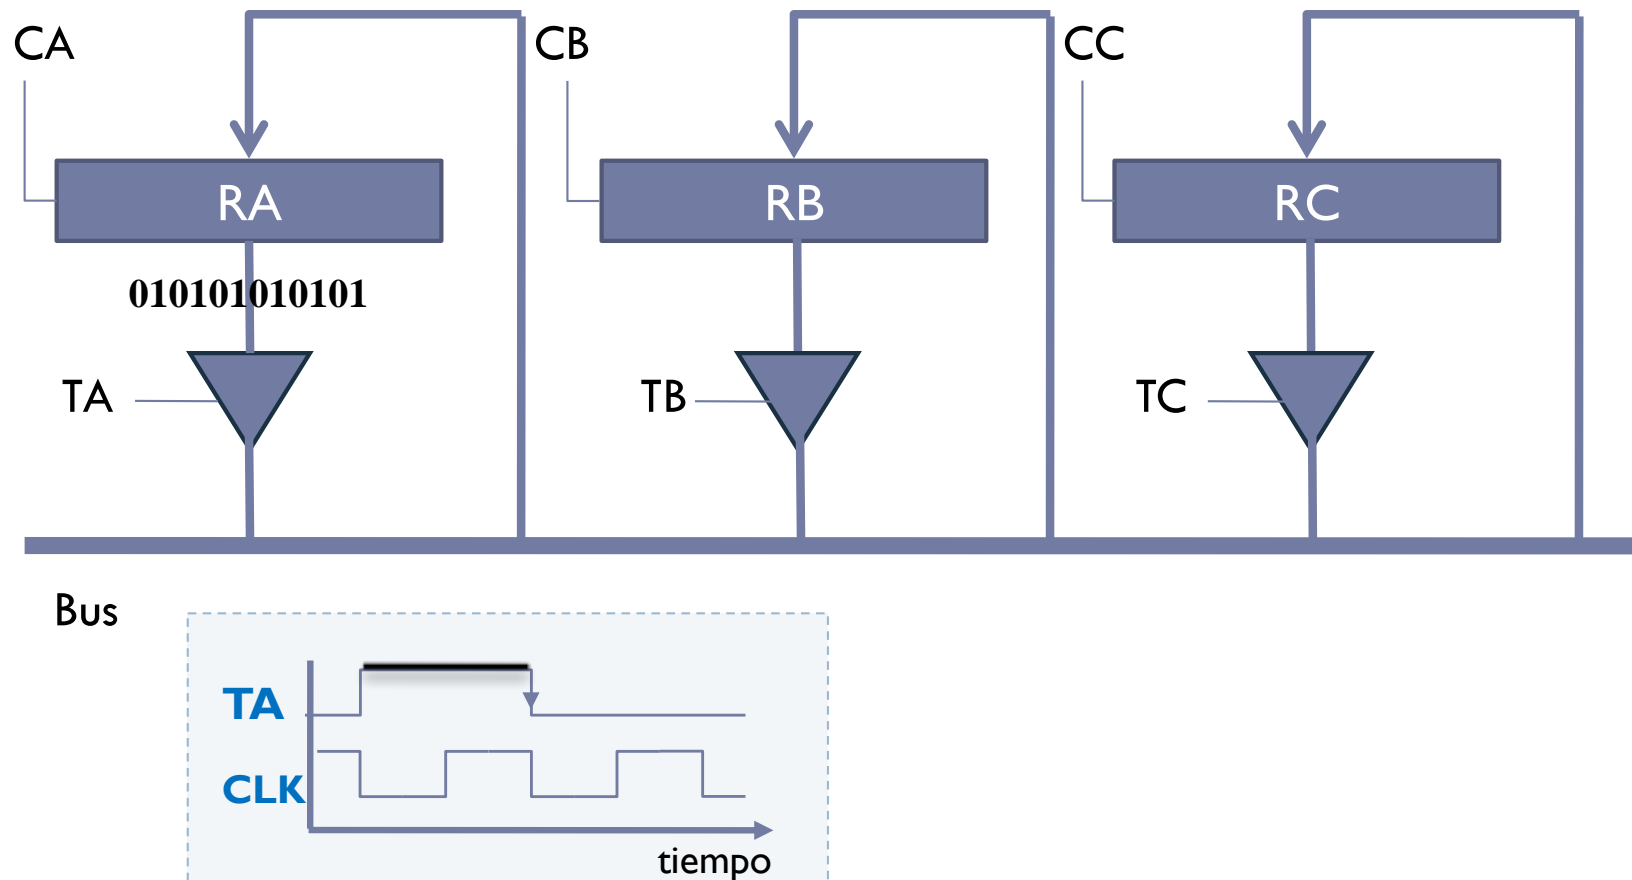 CA CB CC
RA RB RC
010101010101
TA TB TC
Bus
TA
CLK
tiempo